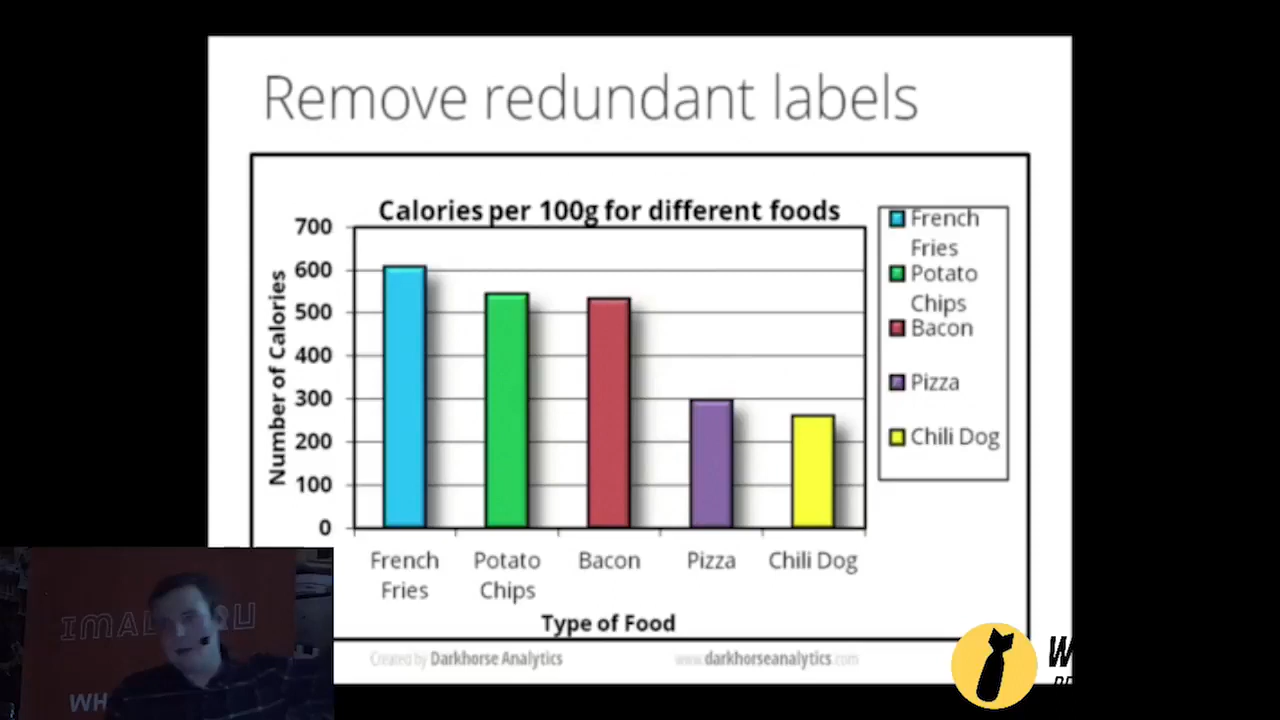 Remove redundant labels
Calories per 100g for different foods
Number of Calories
700
600
500
400
300
200
100
0
French
Fries
Potato
Chips
Bacon
Pizza
Chili Dog
French
Fries
Potato
Chips
Bacon
Pizza
Chili Dog
Type of Food
Created by Darkhorse Analytics
www.darkhorseanalytics.com
WH